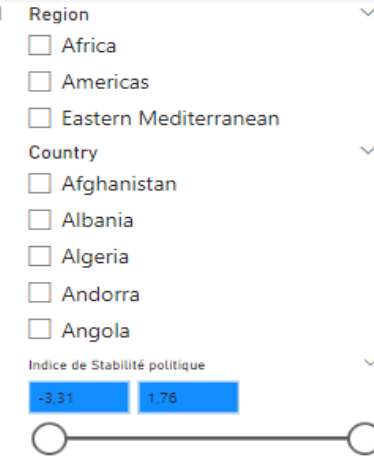 Region
Africa
Americas
Eastern Mediterranean
Country
Afghanistan
Albania
Algeria
Andorra
Angola
Indice de Stabilité politique
-3,31 1,76